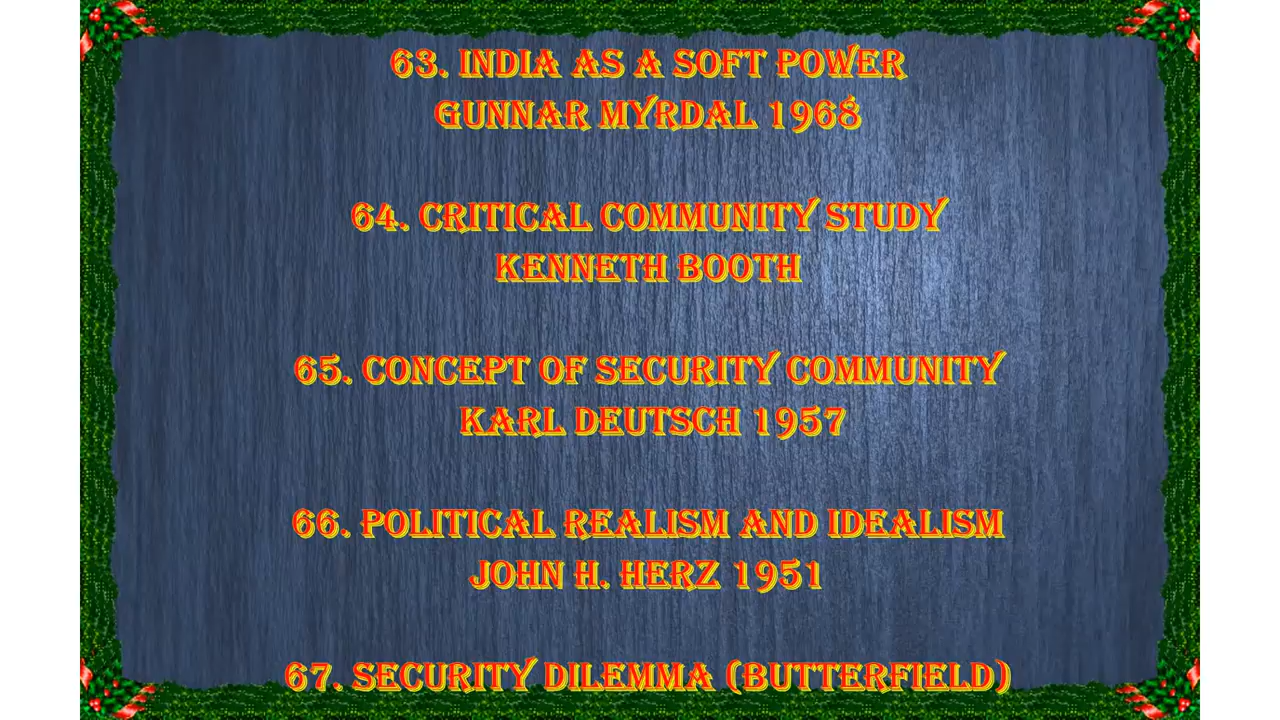 63. INDIA AS A SOFT POWER
GUNNAR MYRDAL 1968
64. CRITICAL COMMUNITY STUDY
KENNETH BOOTH
65. CONCEPT OF SECURITY COMMUNITY
KARL DEUTSCH 1957
66. POLITICAL REALISM AND IDEALISM
JOHN H. HERZ 1951
67. SECURITY DILEMMA (BUTTERFIELD)